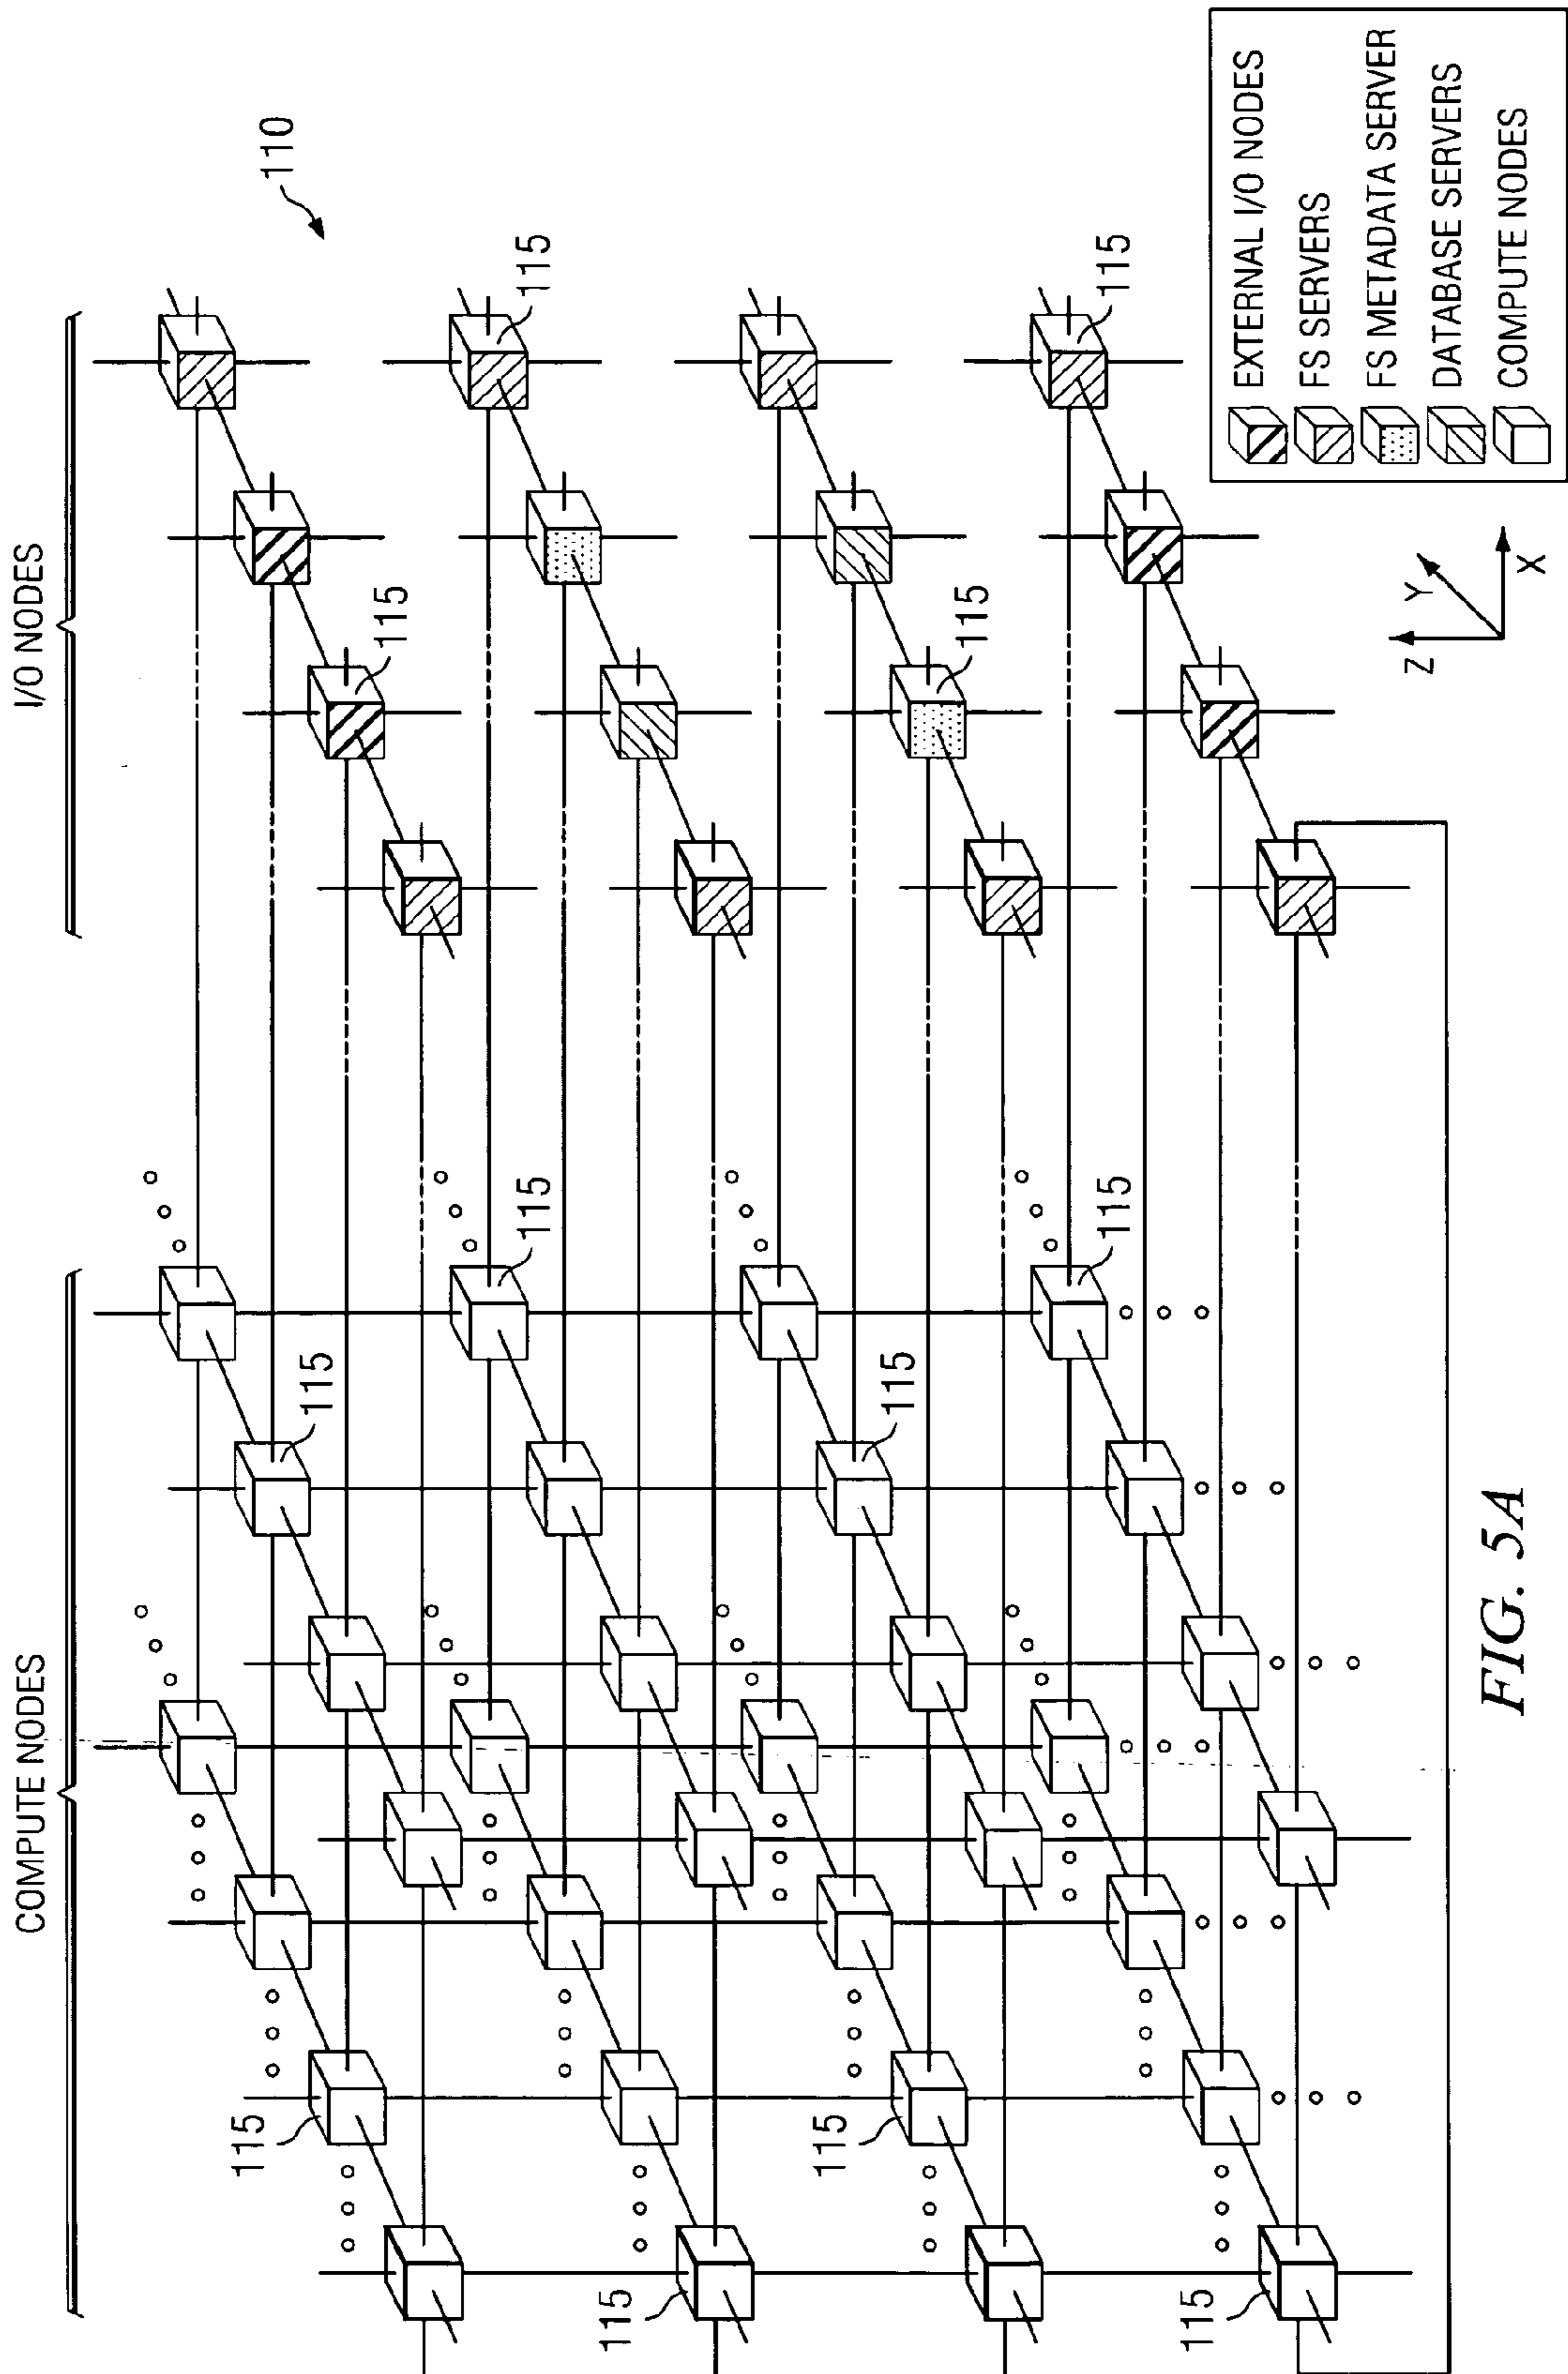 COMPUTE NODES
I/O NODES
110
115
115
115
115
115
115
115
115
115
115
115
115
115
Z
Y
X
EXTERNAL I/O NODES
FS SERVERS
FS METADATA SERVER
DATABASE SERVERS
COMPUTE NODES
FIG. 5A